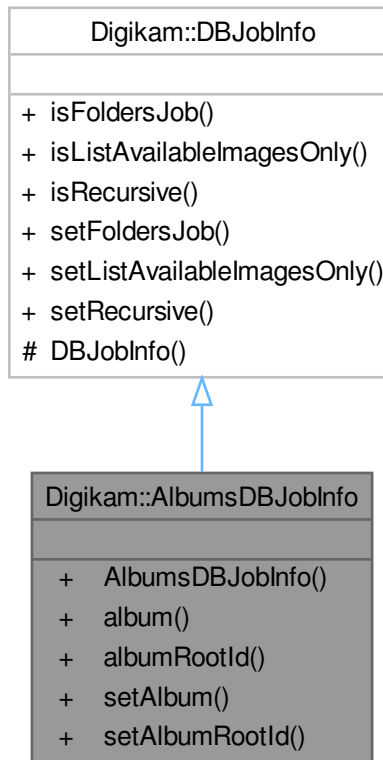 Digikam::DBJobInfo
+ isFoldersJob()
+ isListAvailableImagesOnly()
+ isRecursive()
+ setFoldersJob()
+ setListAvailableImagesOnly()
+ setRecursive()
# DBJobInfo()
Digikam::AlbumsDBJobInfo
+ AlbumsDBJobInfo()
+ album()
+ albumRootId()
+ setAlbum()
+ setAlbumRootId()